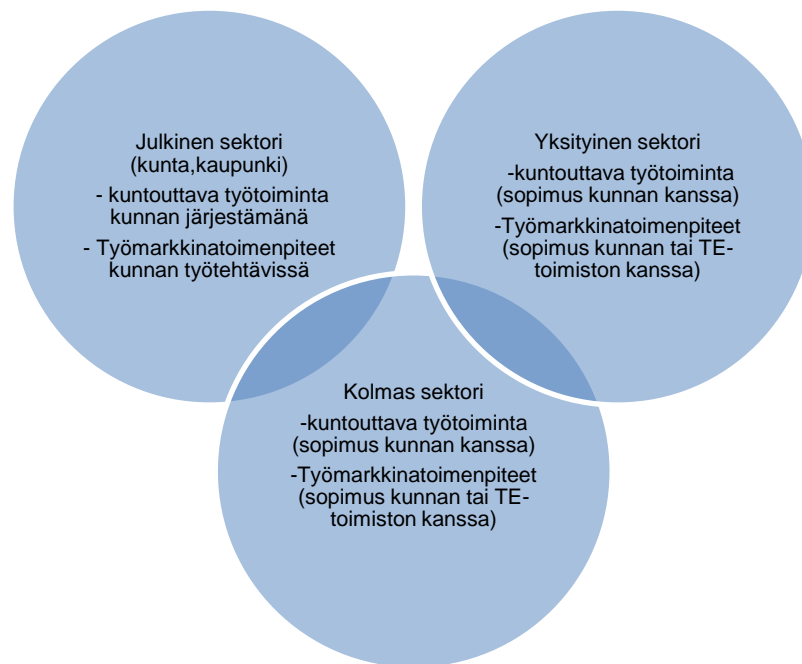 Julkinen sektori
(kunta,kaupunki)
- kuntouttava työtoiminta
kunnan järjestämänä
- Työmarkkinatoimenpiteet
kunnan työtehtävissä
Yksityinen sektori
-kuntouttava työtoiminta
(sopimus kunnan kanssa)
-Työmarkkinatoimenpiteet
(sopimus kunnan tai TE-
toimiston kanssa)
Kolmas sektori
-kuntouttava työtoiminta
(sopimus kunnan kanssa)
-Työmarkkinatoimenpiteet
(sopimus kunnan tai TE-
toimiston kanssa)